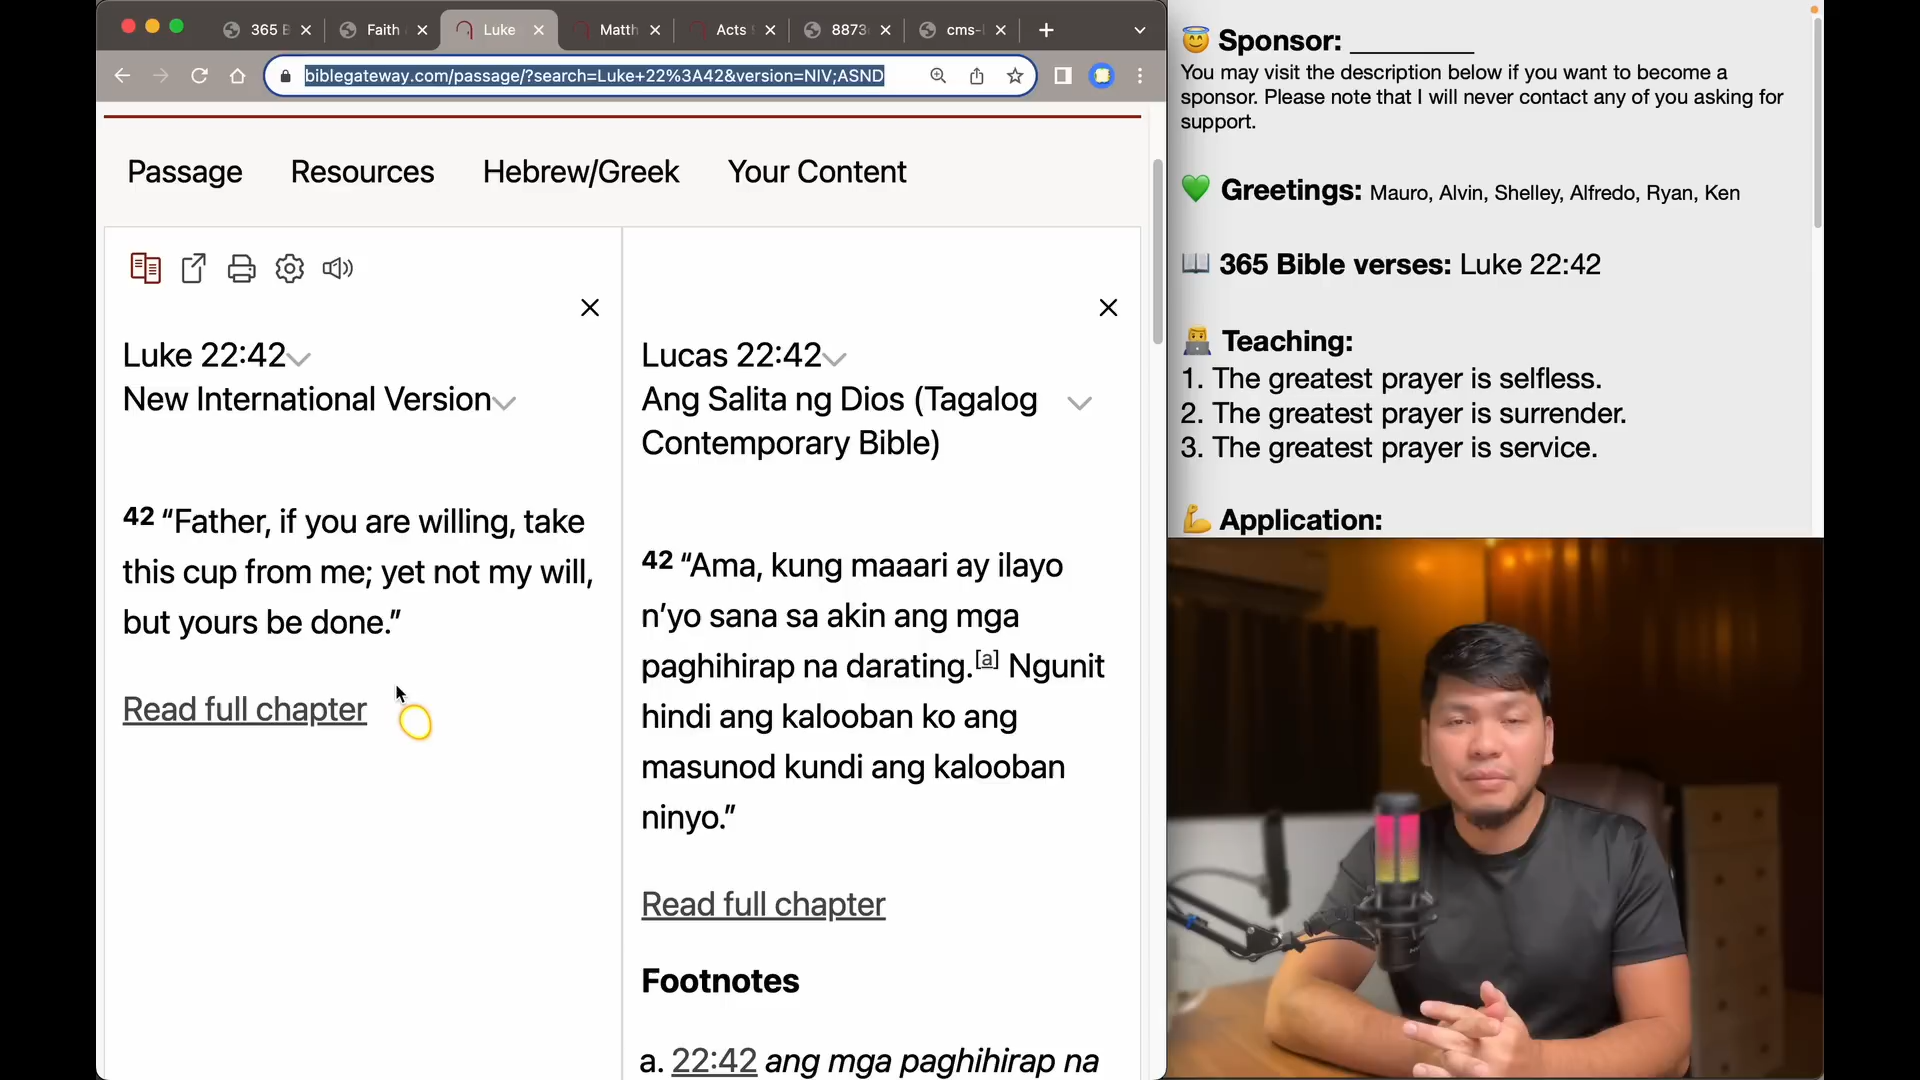 365 B
Faith
Luke
Matth
Acts
8873
cms-
biblegateway.com/passage/?search=Luke+22%3A42&version=NIV;ASND
Passage
Resources
Hebrew/Greek
Your Content
Luke 22:42
New International Version
42 “Father, if you are willing, take
this cup from me; yet not my will,
but yours be done.”
Read full chapter
Lucas 22:42
Ang Salita ng Dios (Tagalog
Contemporary Bible)
42 “Ama, kung maaari ay ilayo
n’yo sana sa akin ang mga
paghihirap na darating.[a] Ngunit
hindi ang kalooban ko ang
masunod kundi ang kalooban
ninyo.”
Read full chapter
Footnotes
a. 22:42 ang mga paghihirap na
😇 Sponsor: __________
You may visit the description below if you want to become a
sponsor. Please note that I will never contact any of you asking for
support.
💚 Greetings: Mauro, Alvin, Shelley, Alfredo, Ryan, Ken
📖 365 Bible verses: Luke 22:42
👨‍💻 Teaching:
1. The greatest prayer is selfless.
2. The greatest prayer is surrender.
3. The greatest prayer is service.
💪 Application: